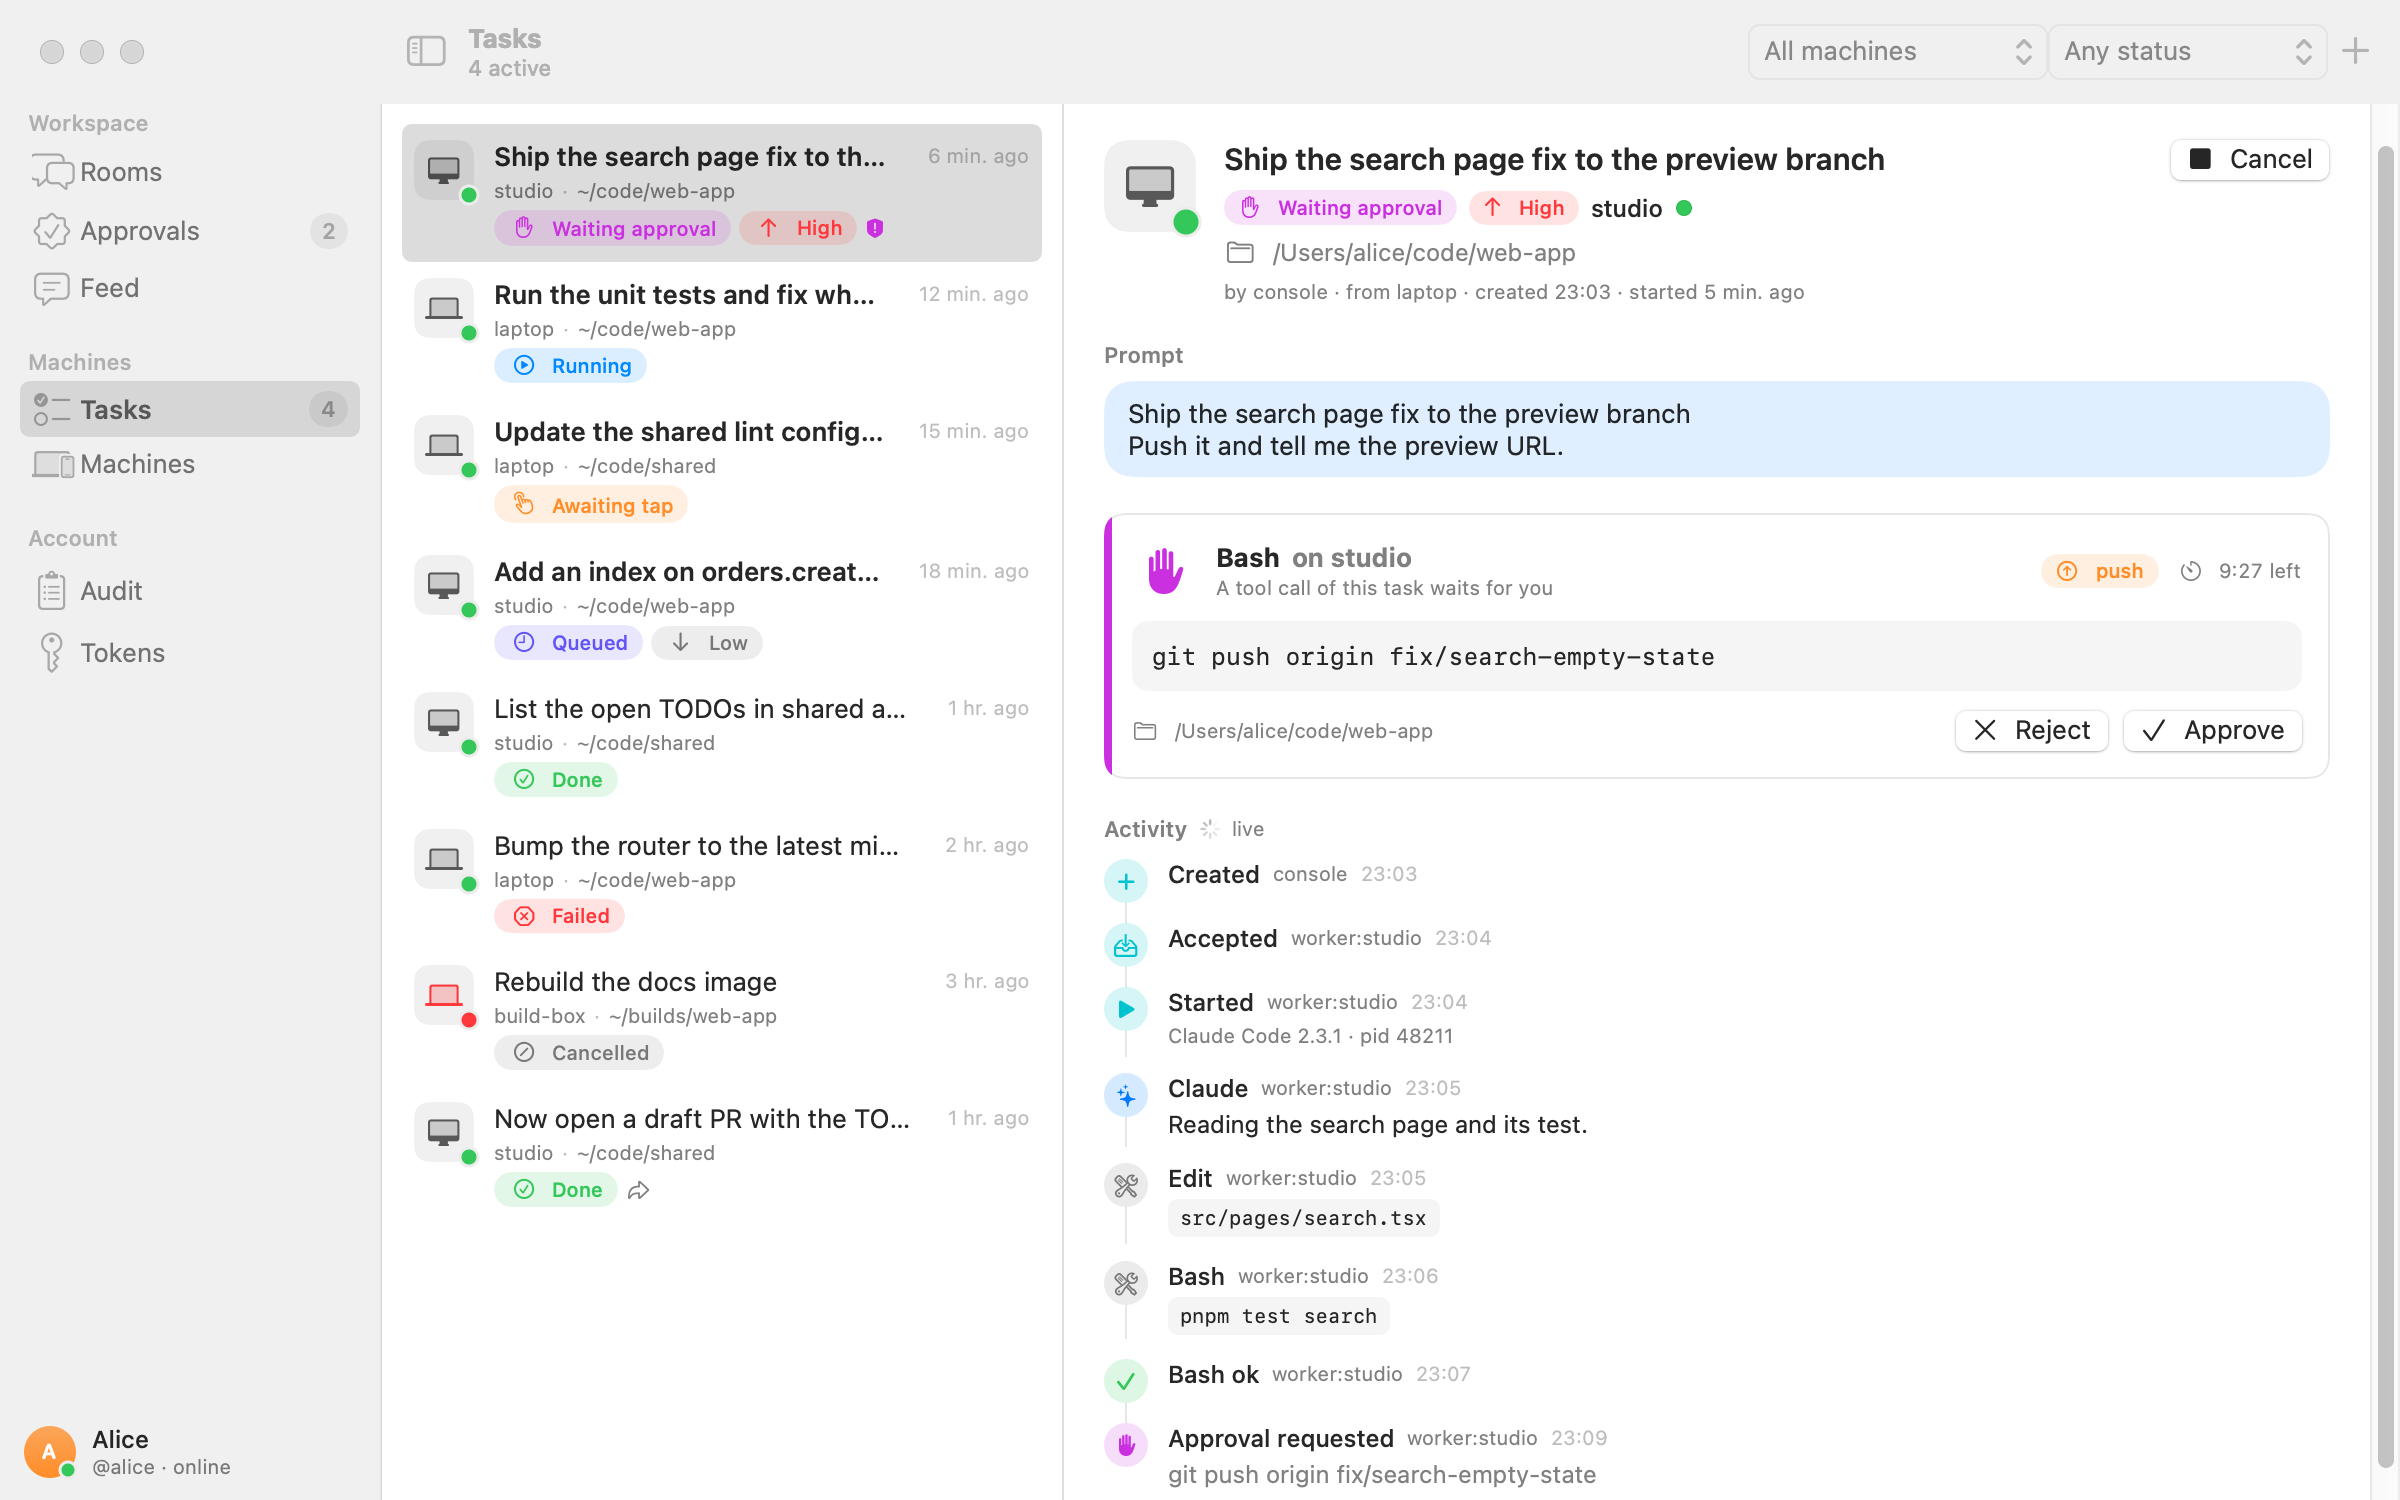 Tasks
4 active
All machines
Any status
Workspace
Rooms
Approvals 2
Feed
Machines
Tasks 4
Machines
Account
Audit
Tokens
A
Alice
@alice · online
Ship the search page fix to th... 6 min. ago
studio · ~/code/web-app
Waiting approval High
Run the unit tests and fix wh... 12 min. ago
laptop · ~/code/web-app
Running
Update the shared lint config... 15 min. ago
laptop · ~/code/shared
Awaiting tap
Add an index on orders.creat... 18 min. ago
studio · ~/code/web-app
Queued Low
List the open TODOs in shared a... 1 hr. ago
studio · ~/code/shared
Done
Bump the router to the latest mi... 2 hr. ago
laptop · ~/code/web-app
Failed
Rebuild the docs image 3 hr. ago
build-box · ~/builds/web-app
Cancelled
Now open a draft PR with the TO... 1 hr. ago
studio · ~/code/shared
Done
Ship the search page fix to the preview branch
Cancel
Waiting approval High studio
/Users/alice/code/web-app
by console · from laptop · created 23:03 · started 5 min. ago
Prompt
Ship the search page fix to the preview branch
Push it and tell me the preview URL.
Bash on studio
A tool call of this task waits for you
push 9:27 left
git push origin fix/search-empty-state
/Users/alice/code/web-app
Reject Approve
Activity live
Created console 23:03
Accepted worker:studio 23:04
Started worker:studio 23:04
Claude Code 2.3.1 · pid 48211
Claude worker:studio 23:05
Reading the search page and its test.
Edit worker:studio 23:05
src/pages/search.tsx
Bash worker:studio 23:06
pnpm test search
Bash ok worker:studio 23:07
Approval requested worker:studio 23:09
git push origin fix/search-empty-state